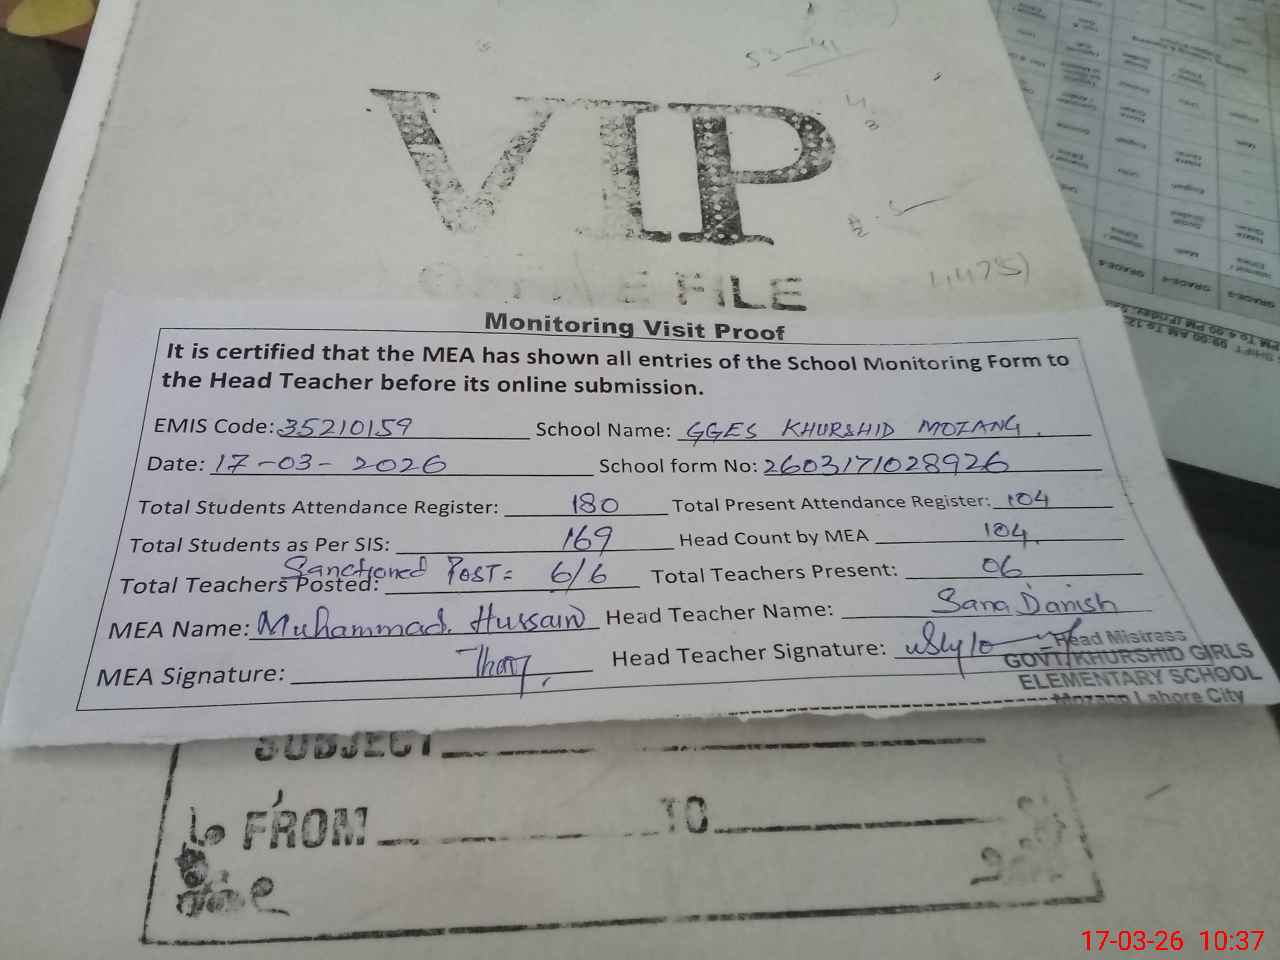 53-41
VIP
FILE
Monitoring Visit Proof
It is certified that the MEA has shown all entries of the School Monitoring Form to
the Head Teacher before its online submission.
EMIS Code: 35210159 School Name: GGES KHURSHID MOZANG.
Date: 17-03-2026 School form No: 2603171028926
Total Students Attendance Register: 180 Total Present Attendance Register: 104
Total Students as Per SIS: 169 Head Count by MEA 104
Sanctioned Post = 6/6
Total Teachers Posted: Total Teachers Present: 06
MEA Name: Muhammad Hussain Head Teacher Name: Sana Danish
MEA Signature: Head Teacher Signature:
Head Mistress
GOVT. KHURSHID GIRLS
ELEMENTARY SCHOOL
Mozang Lahore City
SUBJECT
FROM TO
17-03-26 10:37